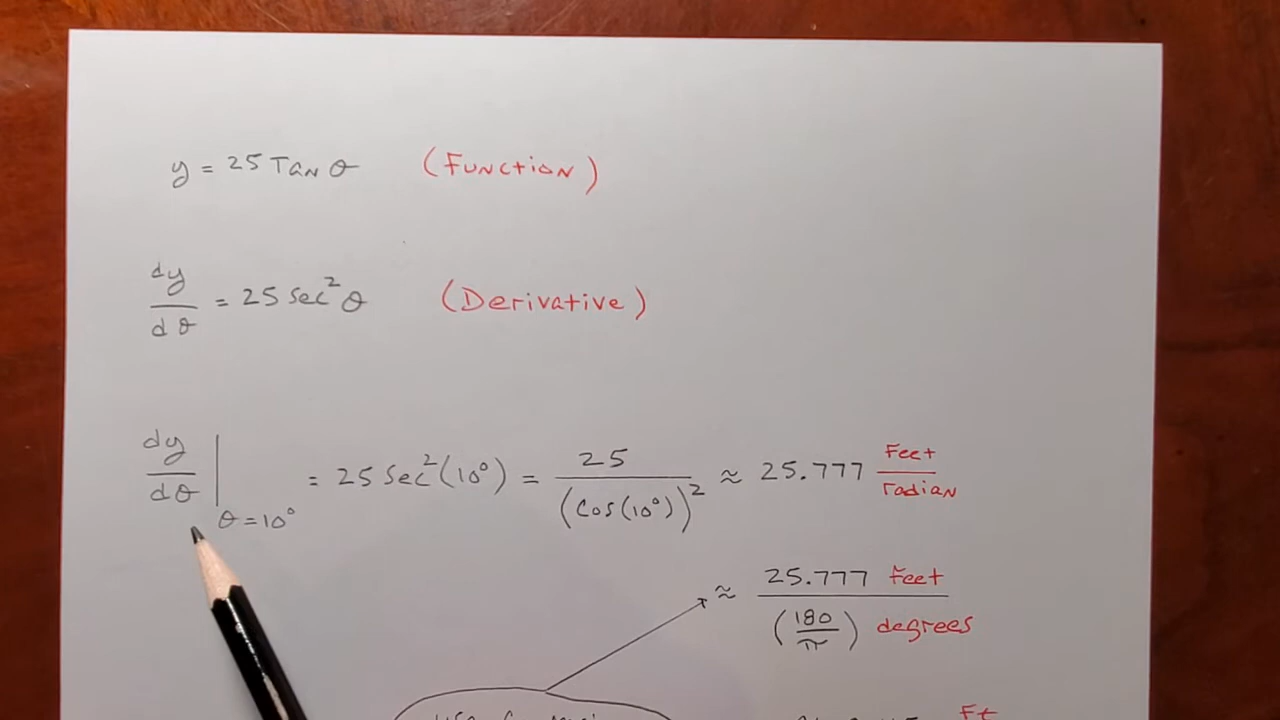 y = 25 Tan θ (Function)
dy/dθ = 25 Sec² θ (Derivative)
dy/dθ |θ=10° = 25 Sec²(10°) = 25/(Cos(10°))² ≈ 25.777 Feet/radian
≈ 25.777 Feet/(180/π) degrees
Ft